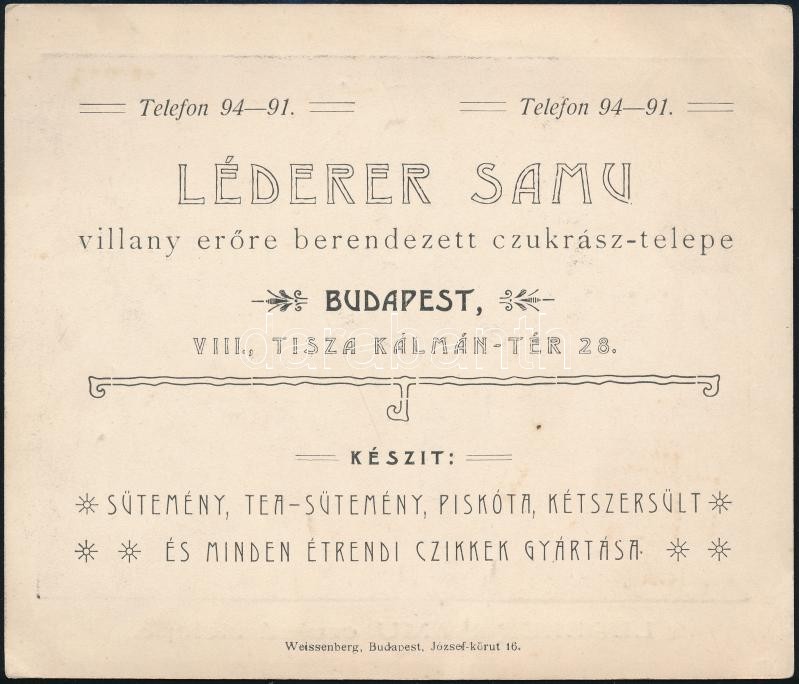 Telefon 94—91. Telefon 94—91.
LÉDERER SAMU
villany erőre berendezett czukrász-telepe
BUDAPEST,
VIII., TISZA KÁLMÁN-TÉR 28.
darabanth
KÉSZIT:
SÜTEMÉNY, TEA-SÜTEMÉNY, PISKÓTA, KÉTSZERSÜLT
ÉS MINDEN ÉTRENDI CZIKKEK GYÁRTÁSA.
Weissenberg, Budapest, József-körut 16.